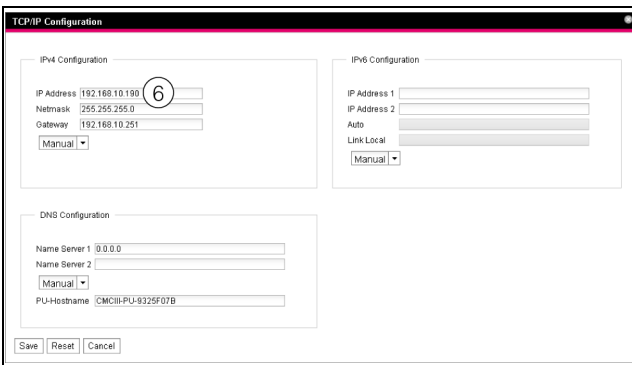 TCP/IP Configuration
IPv4 Configuration
IP Address 192.168.10.190 6
Netmask 255.255.255.0
Gateway 192.168.10.251
Manual
IPv6 Configuration
IP Address 1
IP Address 2
Auto
Link Local
Manual
DNS Configuration
Name Server 1 0.0.0.0
Name Server 2
Manual
PU-Hostname CMCIII-PU-9325F07B
Save Reset Cancel